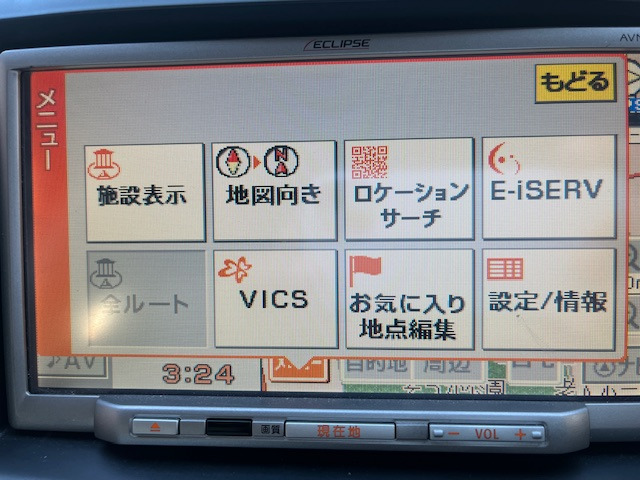 ECLIPSE
AVN
メニュー
もどる
施設表示
地図向き
N
ロケーション
サーチ
E-iSERV
全ルート
VICS
お気に入り
地点編集
設定/情報
AV
3:24
目的地
周辺
画質
現在地
VOL